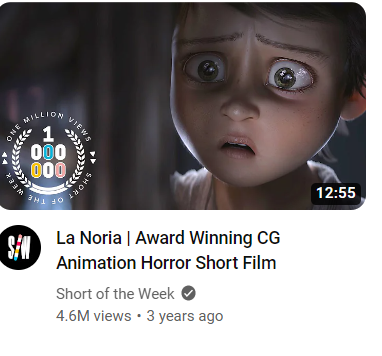 ONE MILLION VIEWS
1
000
000
SHORT OF THE WEEK
12:55
S/W
La Noria | Award Winning CG
Animation Horror Short Film
Short of the Week
4.6M views • 3 years ago